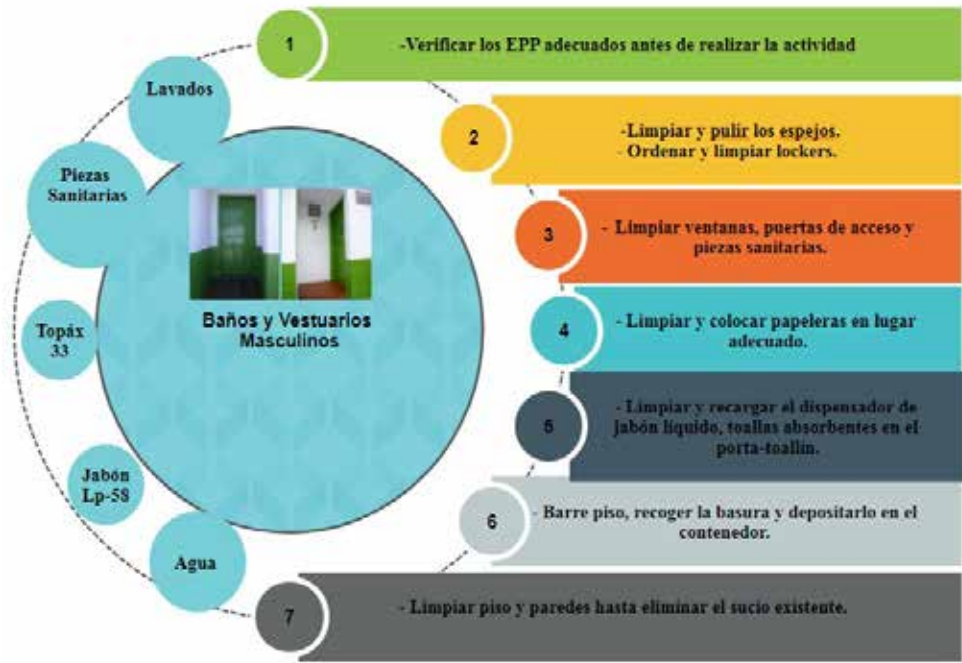 1
-Verificar los EPP adecuados antes de realizar la actividad
Lavados
2
-Limpiar y pulir los espejos.
- Ordenar y limpiar lockers.
Piezas
Sanitarias
3
- Limpiar ventanas, puertas de acceso y
piezas sanitarias.
Baños y Vestuarios
Masculinos
Topáx
33
4
- Limpiar y colocar papeleras en lugar
adecuado.
5
- Limpiar y recargar el dispensador de
jabón líquido, toallas absorbentes en el
porta-toallin.
Jabón
Lp-58
6
- Barre piso, recoger la basura y depositarlo en el
contenedor.
Agua
7
- Limpiar piso y paredes hasta eliminar el sucio existente.